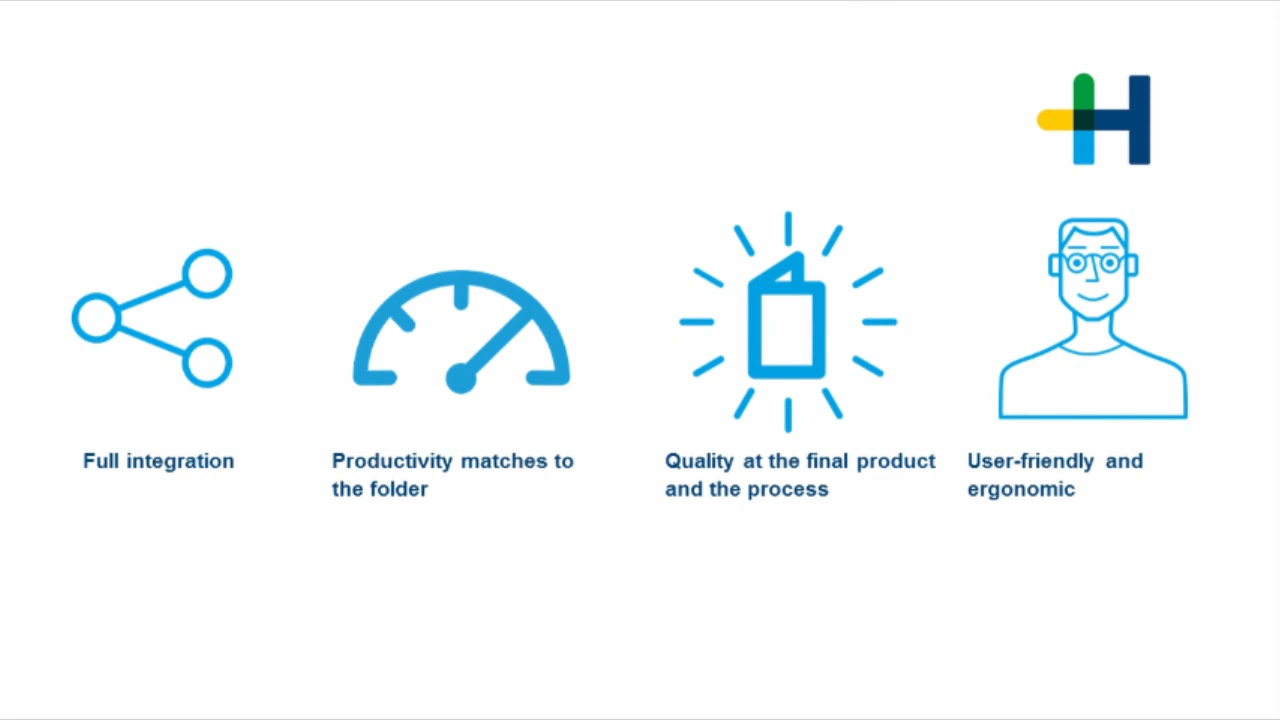 Full integration
Productivity matches to
the folder
Quality at the final product
and the process
User-friendly and
ergonomic